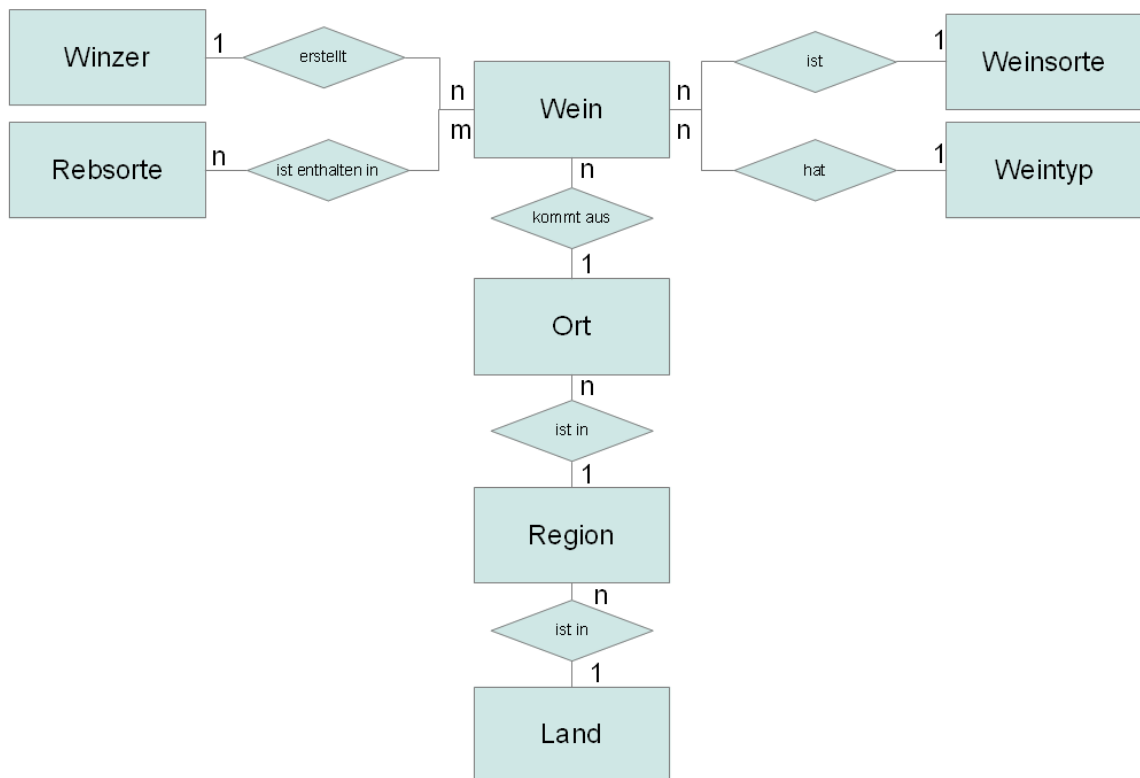 Winzer
1
erstellt
n
Wein
n
ist
1
Weinsorte
Rebsorte
n
ist enthalten in
m
n
hat
1
Weintyp
n
kommt aus
1
Ort
n
ist in
1
Region
n
ist in
1
Land